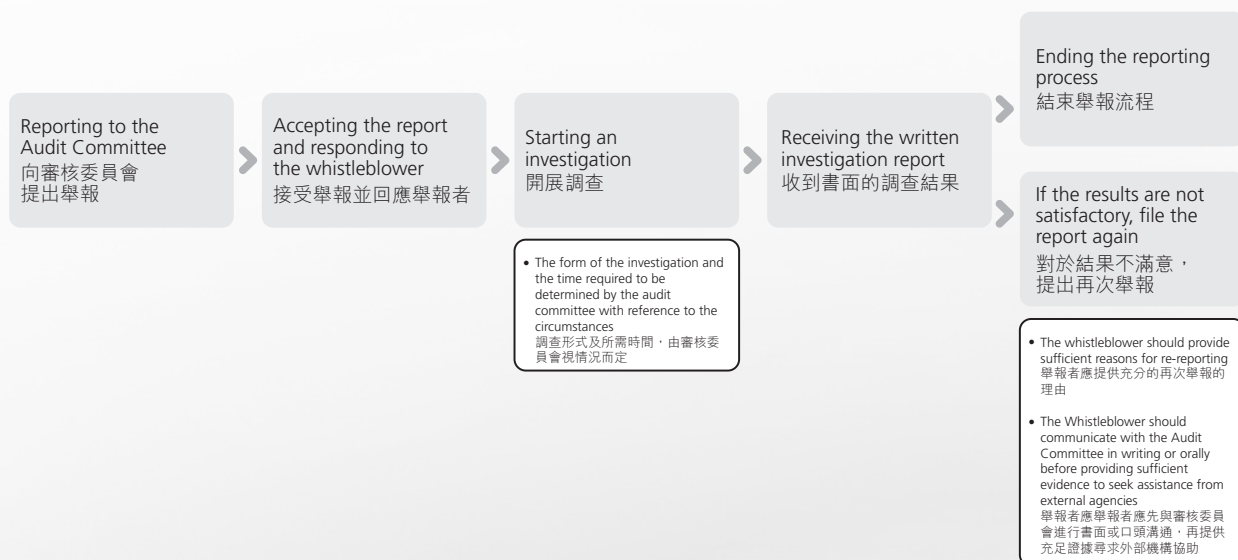 Reporting to the
Audit Committee
向審核委員會
提出舉報
Accepting the report
and responding to
the whistleblower
接受舉報並回應舉報者
Starting an
investigation
開展調查
• The form of the investigation and
the time required to be
determined by the audit
committee with reference to the
circumstances
調查形式及所需時間，由審核委
員會視情況而定
Receiving the written
investigation report
收到書面的調查結果
Ending the reporting
process
結束舉報流程
If the results are not
satisfactory, file the
report again
對於結果不滿意，
提出再次舉報
• The whistleblower should provide
sufficient reasons for re-reporting
舉報者應提供充分的再次舉報的
理由
• The Whistleblower should
communicate with the Audit
Committee in writing or orally
before providing sufficient
evidence to seek assistance from
external agencies
舉報者應舉報者應先與審核委員
會進行書面或口頭溝通，再提供
充足證據尋求外部機構協助